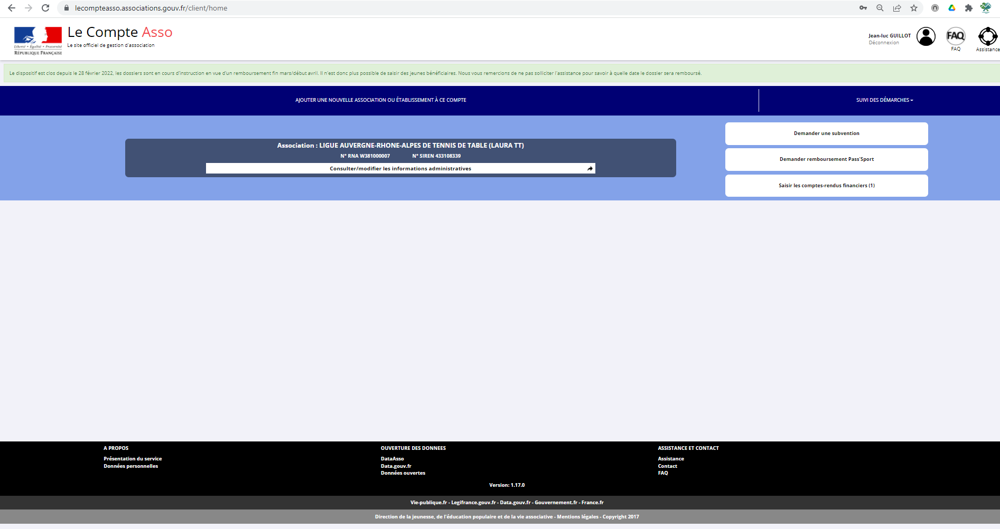 lecompteasso.associations.gouv.fr/client/home
Liberté • Égalité • Fraternité
RÉPUBLIQUE FRANÇAISE
Le Compte Asso
Le site officiel de gestion d'association
Jean-luc GUILLOT
Déconnexion
FAQ
FAQ
Assistance
Le dispositif est clos depuis le 28 février 2022, les dossiers sont en cours d'instruction en vue d'un remboursement fin mars/début avril. Il n'est donc plus possible de saisir des jeunes bénéficiaires. Nous vous remercions de ne pas solliciter l'assistance pour savoir à quelle date le dossier sera remboursé.
AJOUTER UNE NOUVELLE ASSOCIATION OU ÉTABLISSEMENT À CE COMPTE
SUIVI DES DÉMARCHES
Association : LIGUE AUVERGNE-RHONE-ALPES DE TENNIS DE TABLE (LAURA TT)
N° RNA W381000007 N° SIREN 433108339
Consulter/modifier les informations administratives
Demander une subvention
Demander remboursement Pass'Sport
Saisir les comptes-rendus financiers (1)
A PROPOS
Présentation du service
Données personnelles
OUVERTURE DES DONNEES
DataAsso
Data.gouv.fr
Données ouvertes
ASSISTANCE ET CONTACT
Assistance
Contact
FAQ
Version: 1.17.0
Vie-publique.fr - Legifrance.gouv.fr - Data.gouv.fr - Gouvernement.fr - France.fr
Direction de la jeunesse, de l'éducation populaire et de la vie associative - Mentions légales - Copyright 2017